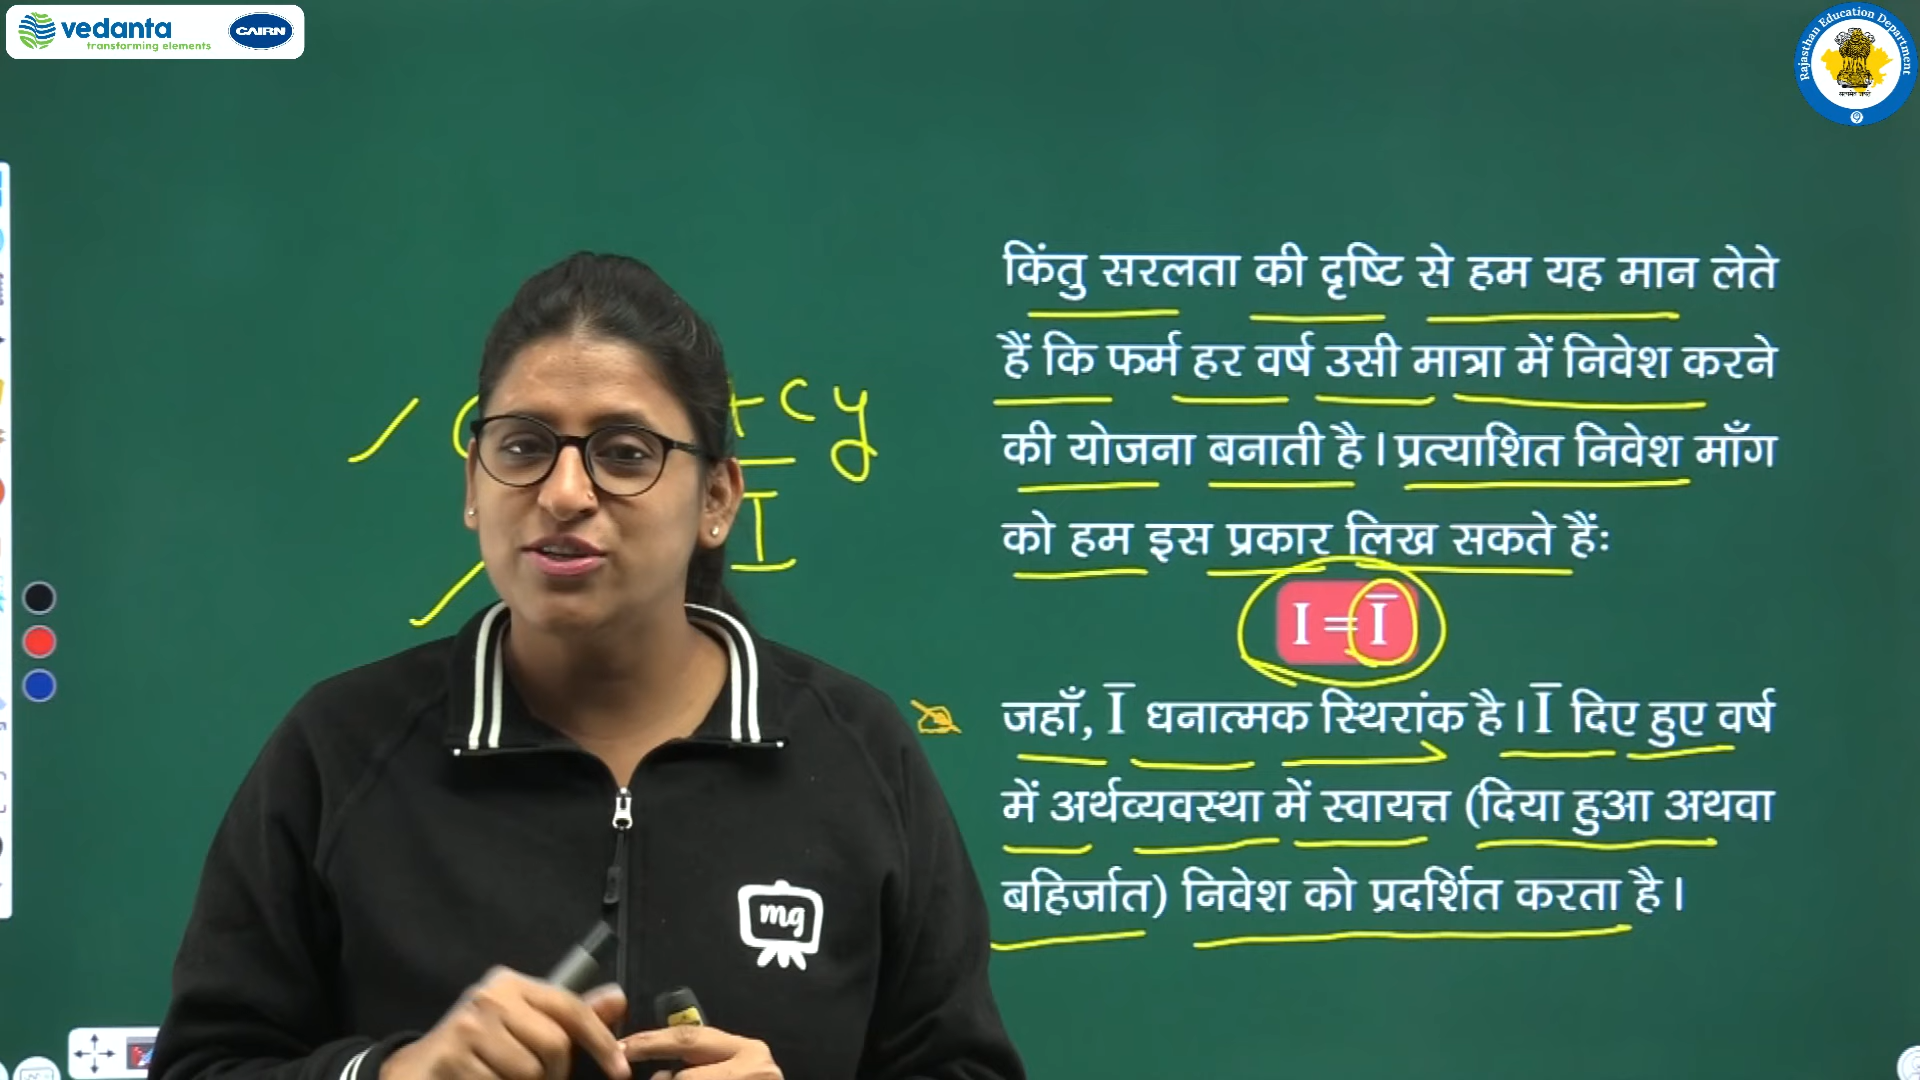 vedanta
transforming elements
CAIRN
Rajasthan Education Department
किंतु सरलता की दृष्टि से हम यह मान लेते
हैं कि फर्म हर वर्ष उसी मात्रा में निवेश करने
की योजना बनाती है। प्रत्याशित निवेश माँग
को हम इस प्रकार लिख सकते हैंः
I = Ī
जहाँ, Ī धनात्मक स्थिरांक है। Ī दिए हुए वर्ष
में अर्थव्यवस्था में स्वायत्त (दिया हुआ अथवा
बहिर्जात) निवेश को प्रदर्शित करता है।
+cy
I
mg